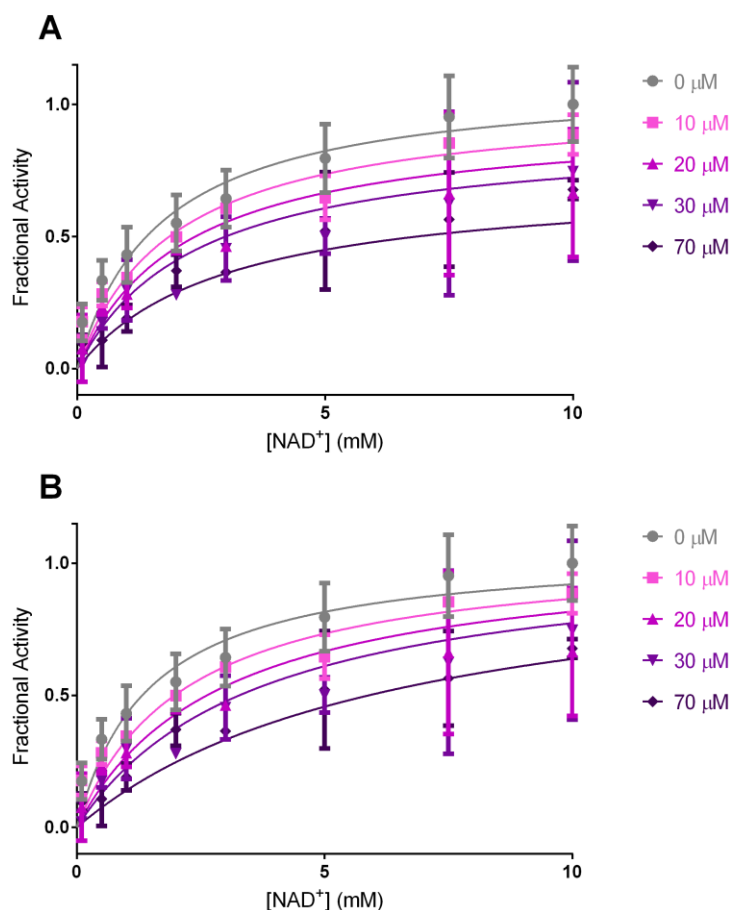 A
Fractional Activity
1.0
0.5
0.0
0
5
10
[NAD⁺] (mM)
0 μM
10 μM
20 μM
30 μM
70 μM
B
Fractional Activity
1.0
0.5
0.0
0
5
10
[NAD⁺] (mM)
0 μM
10 μM
20 μM
30 μM
70 μM